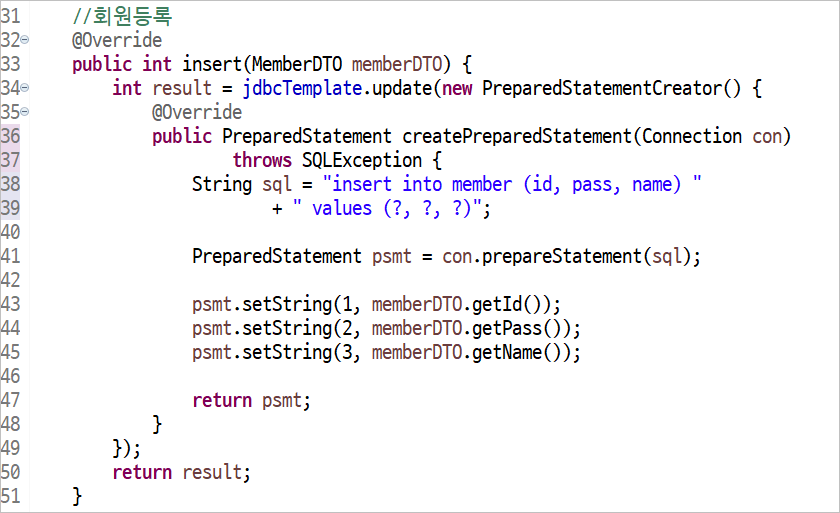 31 //회원등록
32 @Override
33 public int insert(MemberDTO memberDTO) {
34 int result = jdbcTemplate.update(new PreparedStatementCreator() {
35 @Override
36 public PreparedStatement createPreparedStatement(Connection con)
37 throws SQLException {
38 String sql = "insert into member (id, pass, name) "
39 + " values (?, ?, ?)";
40
41 PreparedStatement psmt = con.prepareStatement(sql);
42
43 psmt.setString(1, memberDTO.getId());
44 psmt.setString(2, memberDTO.getPass());
45 psmt.setString(3, memberDTO.getName());
46
47 return psmt;
48 }
49 });
50 return result;
51 }